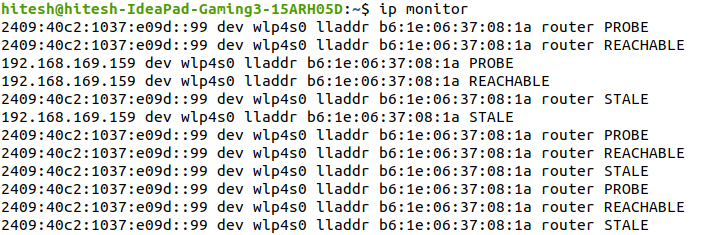 hitesh@hitesh-IdeaPad-Gaming3-15ARH05D:~$ ip monitor
2409:40c2:1037:e09d::99 dev wlp4s0 lladdr b6:1e:06:37:08:1a router PROBE
2409:40c2:1037:e09d::99 dev wlp4s0 lladdr b6:1e:06:37:08:1a router REACHABLE
192.168.169.159 dev wlp4s0 lladdr b6:1e:06:37:08:1a PROBE
192.168.169.159 dev wlp4s0 lladdr b6:1e:06:37:08:1a REACHABLE
2409:40c2:1037:e09d::99 dev wlp4s0 lladdr b6:1e:06:37:08:1a router STALE
192.168.169.159 dev wlp4s0 lladdr b6:1e:06:37:08:1a STALE
2409:40c2:1037:e09d::99 dev wlp4s0 lladdr b6:1e:06:37:08:1a router PROBE
2409:40c2:1037:e09d::99 dev wlp4s0 lladdr b6:1e:06:37:08:1a router REACHABLE
2409:40c2:1037:e09d::99 dev wlp4s0 lladdr b6:1e:06:37:08:1a router STALE
2409:40c2:1037:e09d::99 dev wlp4s0 lladdr b6:1e:06:37:08:1a router PROBE
2409:40c2:1037:e09d::99 dev wlp4s0 lladdr b6:1e:06:37:08:1a router REACHABLE
2409:40c2:1037:e09d::99 dev wlp4s0 lladdr b6:1e:06:37:08:1a router STALE